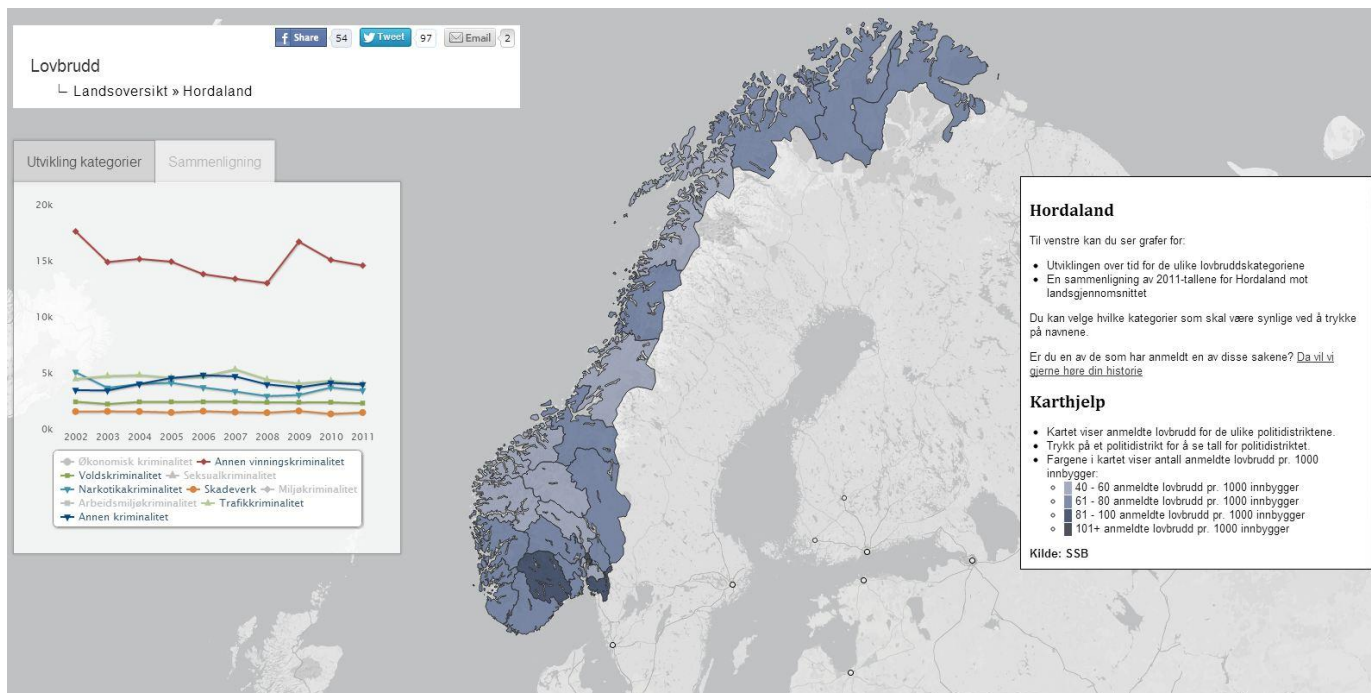 Share 54 Tweet 97 Email 2
Lovbrudd
Landsoversikt » Hordaland
Utvikling kategorier Sammenligning
20k
15k
10k
5k
0k
2002 2003 2004 2005 2006 2007 2008 2009 2010 2011
Økonomisk kriminalitet Annen vinningskriminalitet
Voldskriminalitet Seksualkriminalitet
Narkotikakriminalitet Skadeverk Miljøkriminalitet
Arbeidsmiljøkriminalitet Trafikkriminalitet
Annen kriminalitet
Hordaland
Til venstre kan du ser grafer for:
Utviklingen over tid for de ulike lovbruddskategoriene
En sammenligning av 2011-tallene for Hordaland mot
landsgjennomsnittet
Du kan velge hvilke kategorier som skal være synlige ved å trykke
på navnene.
Er du en av de som har anmeldt en av disse sakene? Da vil vi
gjerne høre din historie
Karthjelp
Kartet viser anmeldte lovbrudd for de ulike politidistriktene.
Trykk på et politidistrikt for å se tall for politidistriktet.
Fargene i kartet viser antall anmeldte lovbrudd pr. 1000
innbygger:
40 - 60 anmeldte lovbrudd pr. 1000 innbygger
61 - 80 anmeldte lovbrudd pr. 1000 innbygger
81 - 100 anmeldte lovbrudd pr. 1000 innbygger
101+ anmeldte lovbrudd pr. 1000 innbygger
Kilde: SSB